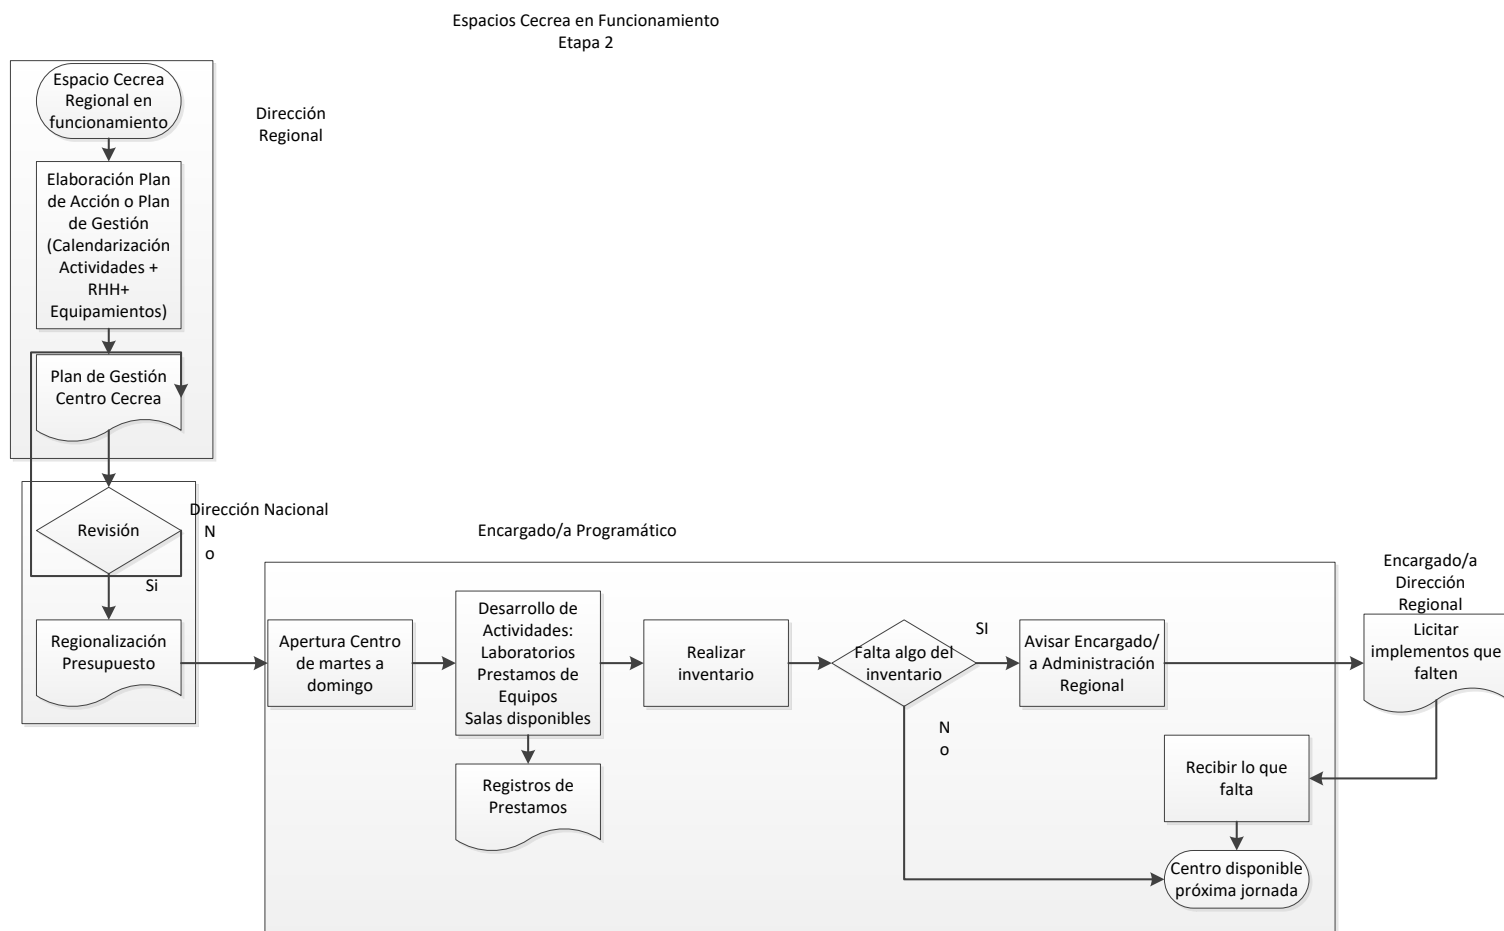 Espacios Cecrea en Funcionamiento
Etapa 2
Espacio Cecrea
Regional en
funcionamiento
Dirección
Regional
Elaboración Plan
de Acción o Plan
de Gestión
(Calendarización
Actividades +
RHH+
Equipamientos)
Plan de Gestión
Centro Cecrea
Revisión
Dirección Nacional
N
o
Si
Regionalización
Presupuesto
Encargado/a Programático
Apertura Centro
de martes a
domingo
Desarrollo de
Actividades:
Laboratorios
Prestamos de
Equipos
Salas disponibles
Registros de
Prestamos
Realizar
inventario
Falta algo del
inventario
SI
N
o
Avisar Encargado/
a Administración
Regional
Encargado/a
Dirección
Regional
Licitar
implementos que
falten
Recibir lo que
falta
Centro disponible
próxima jornada